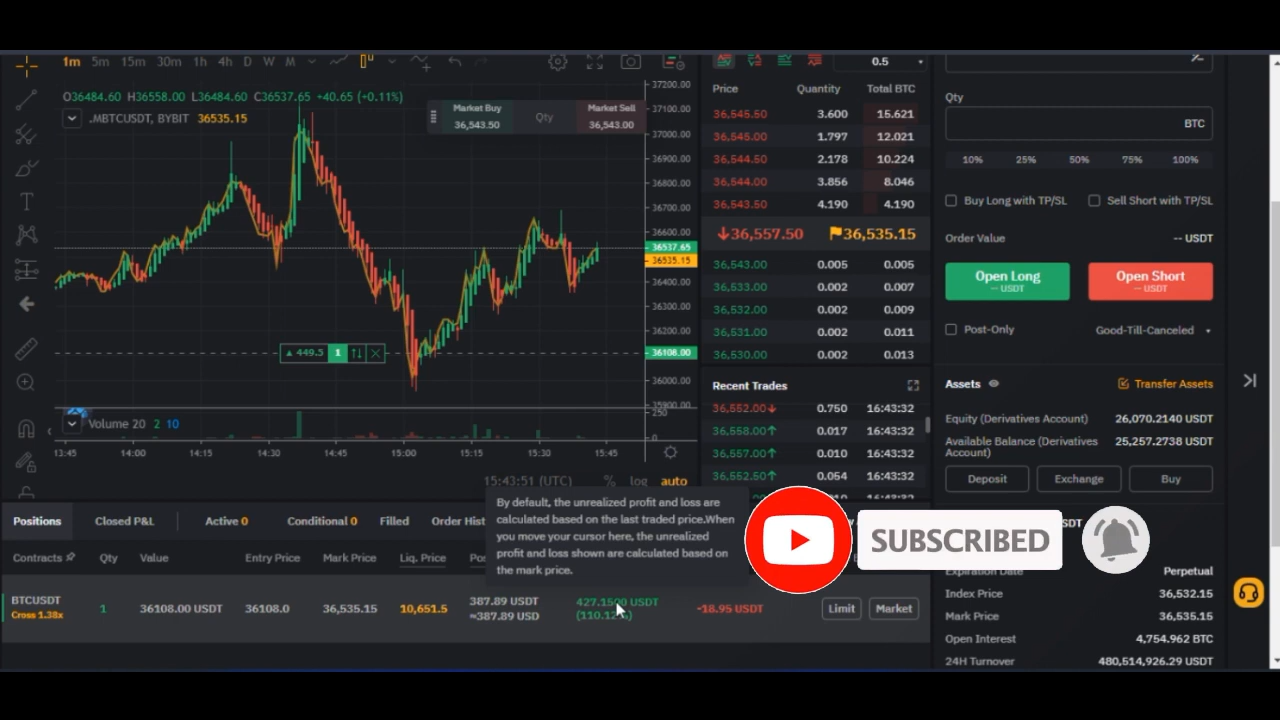 1m 5m 15m 30m 1h 4h D W M
O36484.60 H36558.00 L36484.60 C36537.65 +40.65 (+0.11%)
.MBTCUSDT, BYBIT 36535.15
Market Buy
36,543.50
Qty
Market Sell
36,543.00
37200.00
37100.00
37000.00
36900.00
36800.00
36700.00
36600.00
36537.65
36535.15
36400.00
36300.00
36200.00
36108.00
36000.00
35900.00
449.5 1
Volume 20 2 10
250
0
13:45 14:00 14:15 14:30 14:45 15:00 15:15 15:30 15:45
15:43:51 (UTC) % log auto
0.5
Price Quantity Total BTC
36,545.50 3.600 15.621
36,545.00 1.797 12.021
36,544.50 2.178 10.224
36,544.00 3.856 8.046
36,543.50 4.190 4.190
36,557.50 36,535.15
36,543.00 0.005 0.005
36,533.00 0.002 0.007
36,532.00 0.002 0.009
36,531.00 0.002 0.011
36,530.00 0.002 0.013
Recent Trades
36,552.00↓ 0.750 16:43:32
36,558.00↑ 0.017 16:43:32
36,557.00↑ 0.010 16:43:32
36,552.50↑ 0.054 16:43:32
Qty
BTC
10% 25% 50% 75% 100%
Buy Long with TP/SL Sell Short with TP/SL
Order Value -- USDT
Open Long
-- USDT
Open Short
-- USDT
Post-Only Good-Till-Canceled
Assets Transfer Assets
Equity (Derivatives Account) 26,070.2140 USDT
Available Balance (Derivatives Account) 25,257.2738 USDT
Deposit Exchange Buy
SUBSCRIBED
Expiration Date Perpetual
Index Price 36,532.15
Mark Price 36,535.15
Open Interest 4,754.962 BTC
24H Turnover 480,514,926.29 USDT
Positions Closed P&L Active 0 Conditional 0 Filled Order Hist
By default, the unrealized profit and loss are
calculated based on the last traded price.When
you move your cursor here, the unrealized
profit and loss shown are calculated based on
the mark price.
Contracts Qty Value Entry Price Mark Price Liq. Price
BTCUSDT
Cross 1.38x
1 36108.00 USDT 36108.0 36,535.15 10,651.5
387.89 USDT
≈387.89 USD
427.1500 USDT
-18.95 USDT
Limit Market